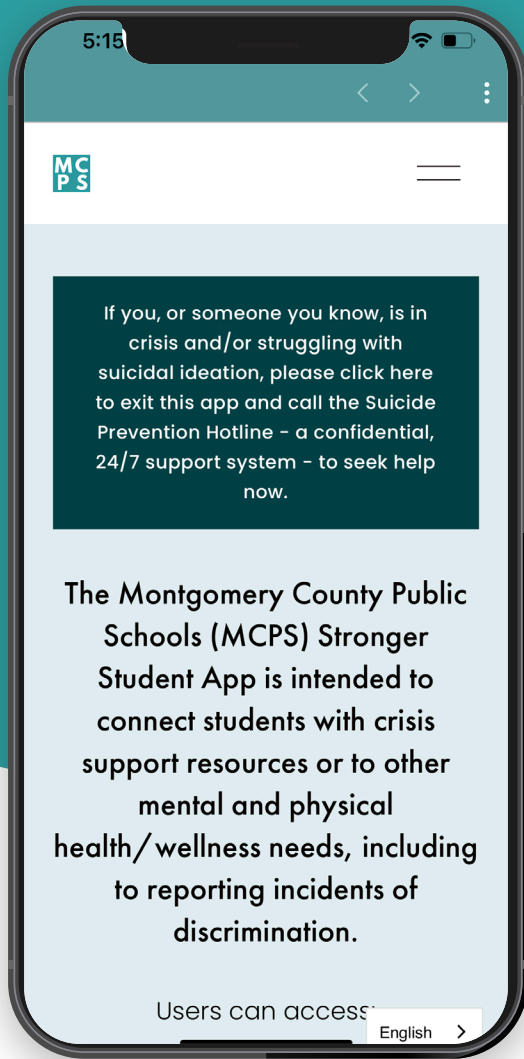 5:15
MC
PS
If you, or someone you know, is in
crisis and/or struggling with
suicidal ideation, please click here
to exit this app and call the Suicide
Prevention Hotline - a confidential,
24/7 support system - to seek help
now.
The Montgomery County Public
Schools (MCPS) Stronger
Student App is intended to
connect students with crisis
support resources or to other
mental and physical
health/wellness needs, including
to reporting incidents of
discrimination.
Users can access:
English